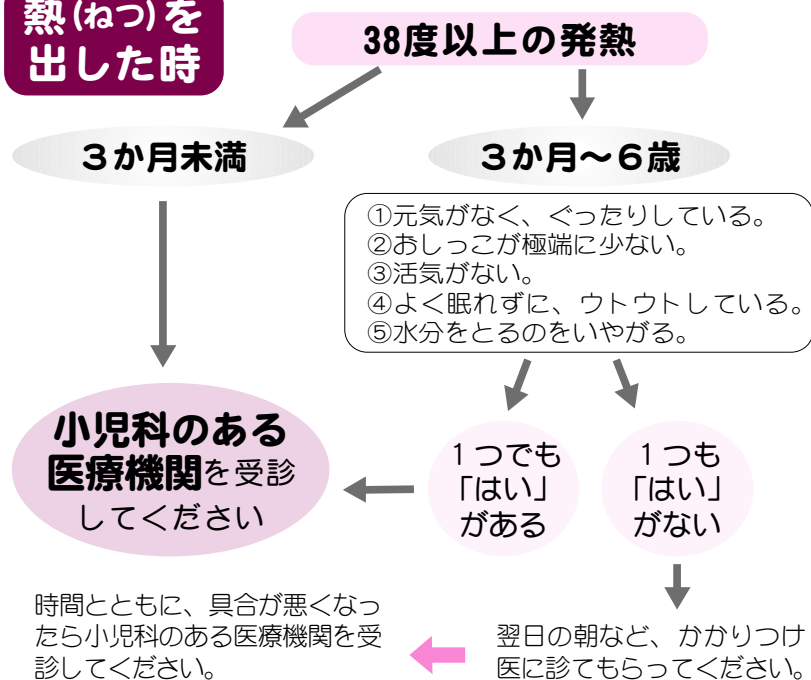 熱(ねつ)を
出した時
38度以上の発熱
３か月未満
３か月～６歳
①元気がなく、ぐったりしている。
②おしっこが極端に少ない。
③活気がない。
④よく眠れずに、ウトウトしている。
⑤水分をとるのをいやがる。
小児科のある
医療機関を受診
してください
１つでも
「はい」
がある
１つも
「はい」
がない
時間とともに、具合が悪くなっ
たら小児科のある医療機関を受
診してください。
翌日の朝など、かかりつけ
医に診てもらってください。